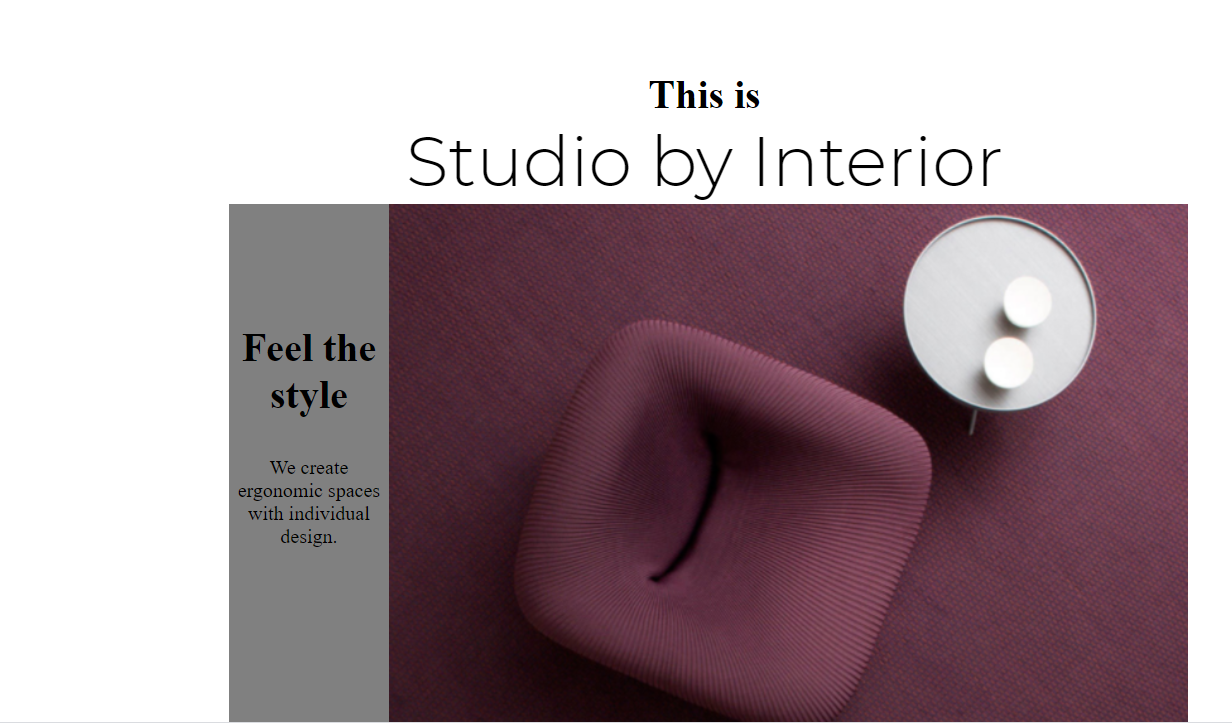 This is
Studio by Interior
Feel the
style
We create
ergonomic spaces
with individual
design.